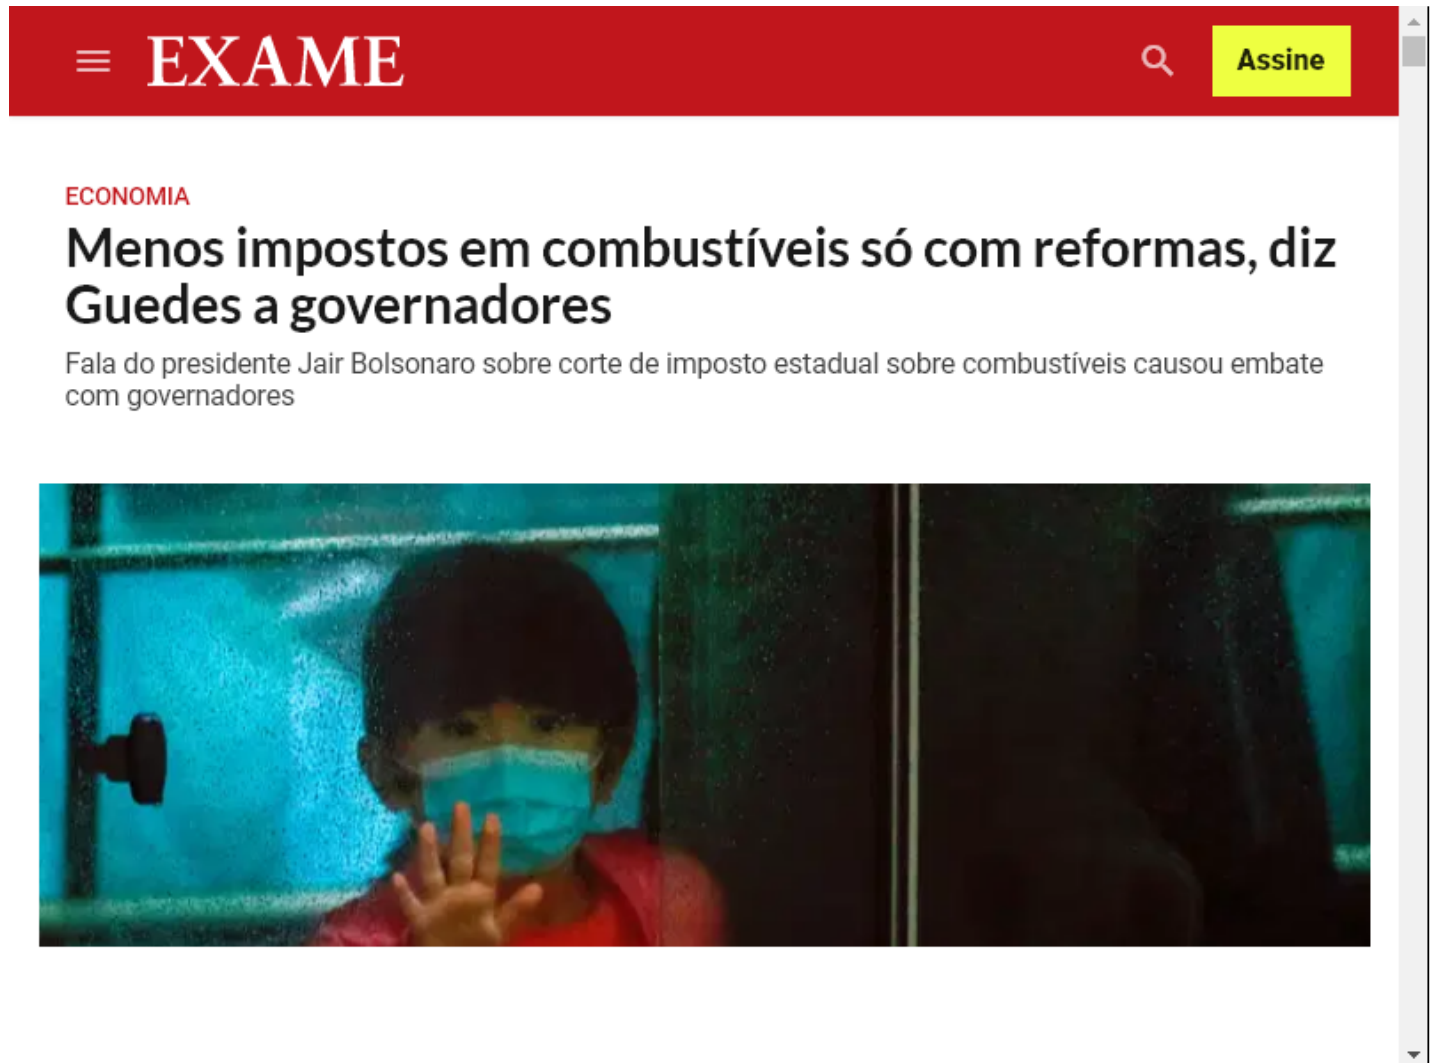 EXAME
Assine
ECONOMIA
Menos impostos em combustíveis só com reformas, diz
Guedes a governadores
Fala do presidente Jair Bolsonaro sobre corte de imposto estadual sobre combustíveis causou embate
com governadores